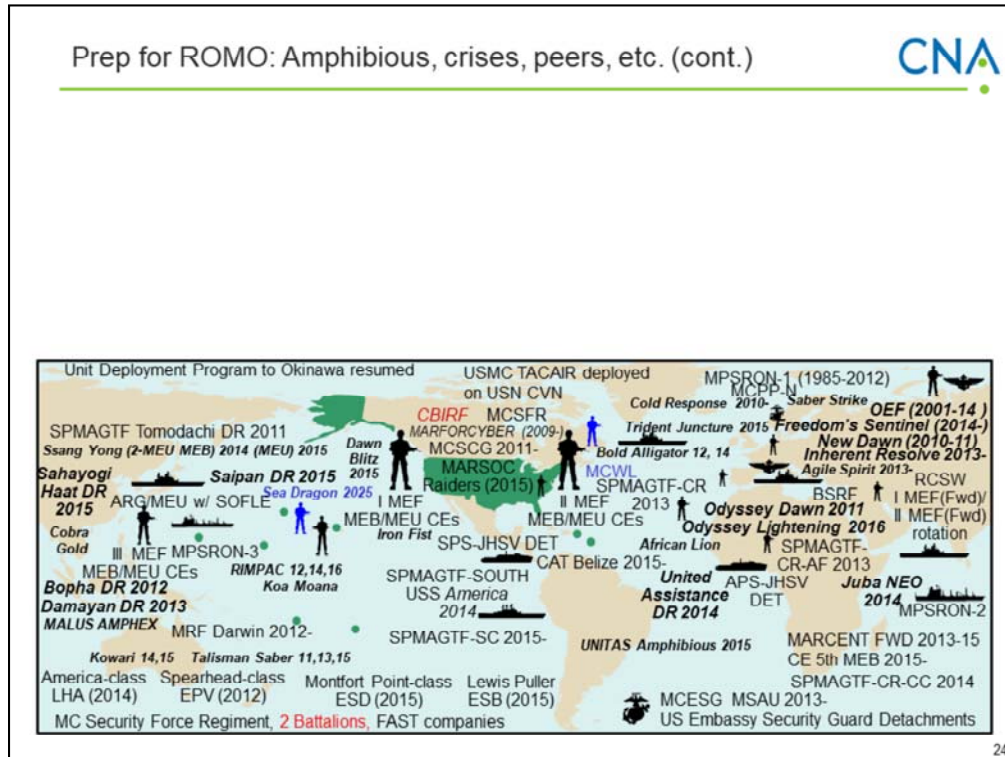 Prep for ROMO: Amphibious, crises, peers, etc. (cont.)
CNA
Unit Deployment Program to Okinawa resumed
USMC TACAIR deployed
on USN CVN
MPSRON-1 (1985-2012)
MCPP-N
Cold Response 2010-
Saber Strike
CBIRF MCSFR
MARFORCYBER (2009-)
MCSCG 2011-
OEF (2001-14 )
Trident Juncture 2015
Freedom's Sentinel (2014-)
SPMAGTF Tomodachi DR 2011
Ssang Yong (2-MEU MEB) 2014 (MEU) 2015
Dawn
Blitz
2015
Bold Alligator 12, 14
New Dawn (2010-11)
Inherent Resolve 2013-
Agile Spirit 2013-
Sahayogi
Haat DR
2015
Saipan DR 2015
MARSOC
Raiders (2015)
MCWL
SPMAGTF-CR
2013
ARG/MEU w/ SOFLE
Sea Dragon 2025
I MEF
MEB/MEU CEs
Iron Fist
II MEF
MEB/MEU CEs
BSRF
RCSW
I MEF(Fwd)/
II MEF(Fwd)
rotation
Odyssey Dawn 2011
Odyssey Lightening 2016
Cobra
Gold
III MEF
MEB/MEU CEs
MPSRON-3
SPS-JHSV DET
CAT Belize 2015-
African Lion
SPMAGTF-
CR-AF 2013
RIMPAC 12,14,16
Koa Moana
Bopha DR 2012
Damayan DR 2013
MALUS AMPHEX
SPMAGTF-SOUTH
USS America
2014
United
Assistance
DR 2014
APS-JHSV
DET
Juba NEO
2014
MPSRON-2
MRF Darwin 2012-
SPMAGTF-SC 2015-
UNITAS Amphibious 2015
MARCENT FWD 2013-15
CE 5th MEB 2015-
SPMAGTF-CR-CC 2014
Kowari 14,15
Talisman Saber 11,13,15
America-class
LHA (2014)
Spearhead-class
EPV (2012)
Montfort Point-class
ESD (2015)
Lewis Puller
ESB (2015)
MCESG MSAU 2013-
US Embassy Security Guard Detachments
MC Security Force Regiment, 2 Battalions, FAST companies
24